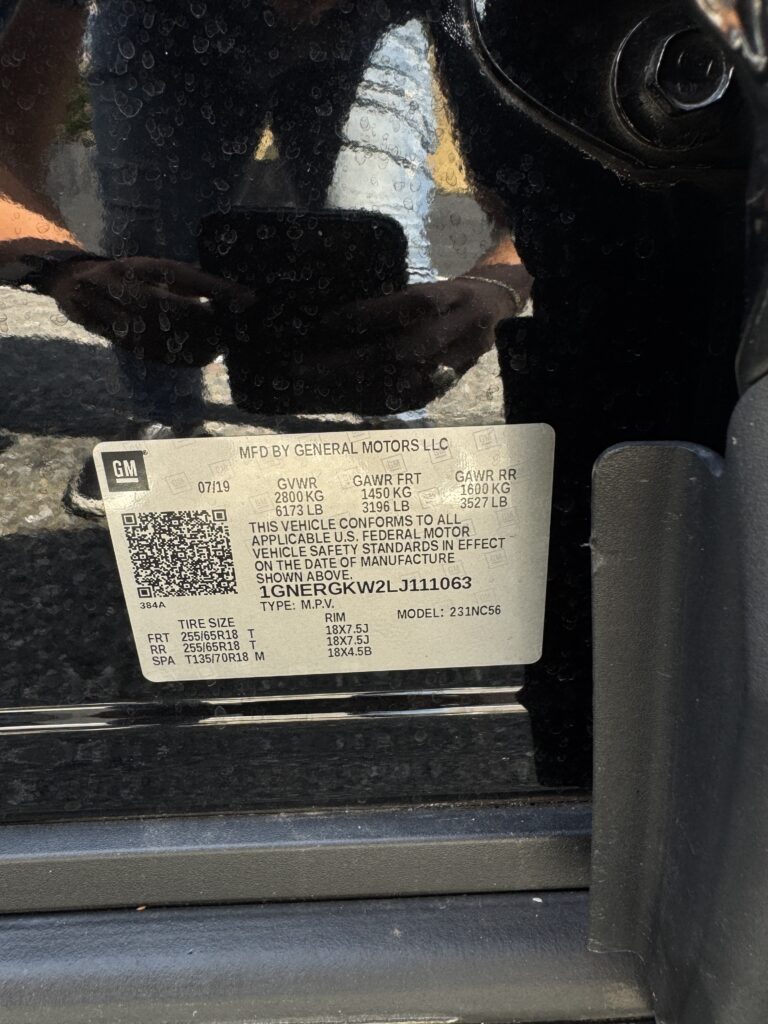 GM
MFD BY GENERAL MOTORS LLC
07/19
GVWR GAWR FRT GAWR RR
2800 KG 1450 KG 1600 KG
6173 LB 3196 LB 3527 LB
THIS VEHICLE CONFORMS TO ALL
APPLICABLE U.S. FEDERAL MOTOR
VEHICLE SAFETY STANDARDS IN EFFECT
ON THE DATE OF MANUFACTURE
SHOWN ABOVE.
1GNERGKW2LJ111063
384A
TYPE: M.P.V. MODEL: 231NC56
TIRE SIZE RIM
FRT 255/65R18 T 18X7.5J
RR 255/65R18 T 18X7.5J
SPA T135/70R18 M 18X4.5B